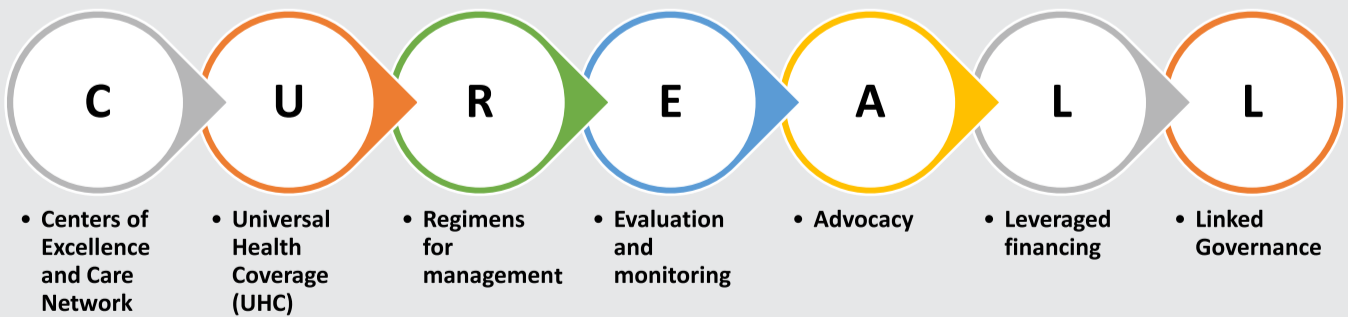 C
U
R
E
A
L
L
• Centers of
Excellence
and Care
Network
• Universal
Health
Coverage
(UHC)
• Regimens
for
management
• Evaluation
and
monitoring
• Advocacy
• Leveraged
financing
• Linked
Governance